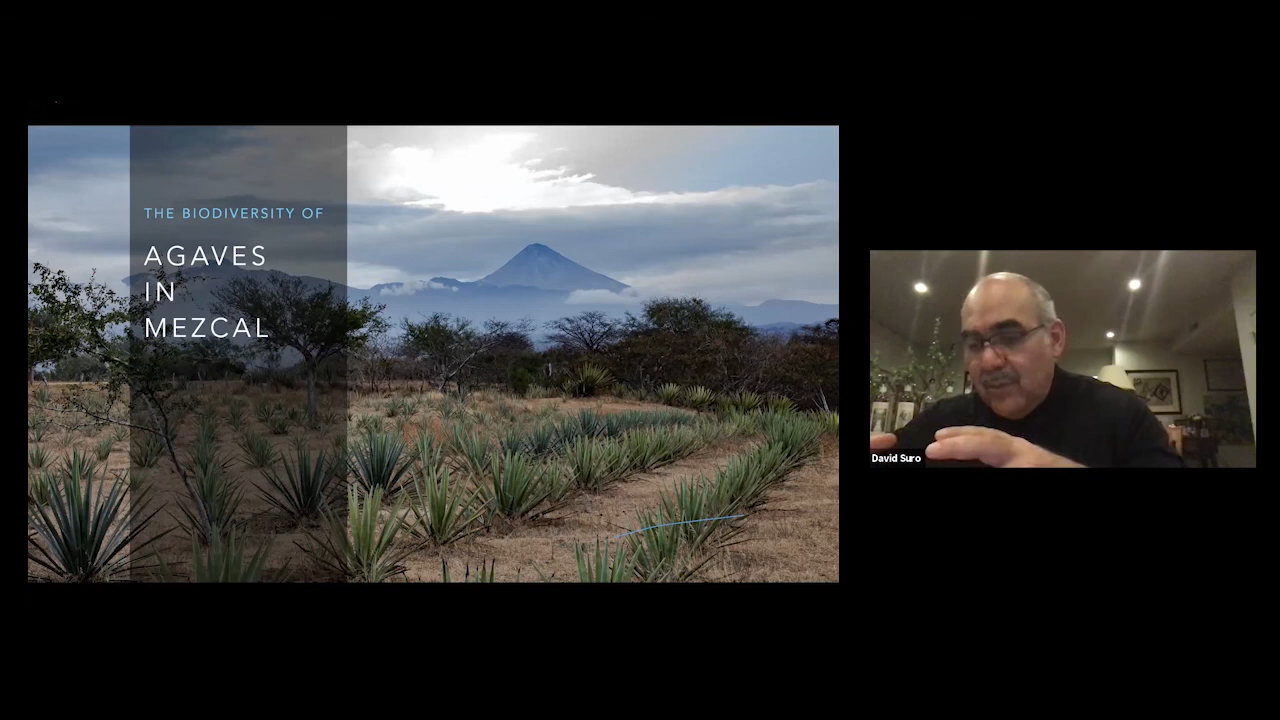 THE BIODIVERSITY OF
AGAVES
IN
MEZCAL
David Suro